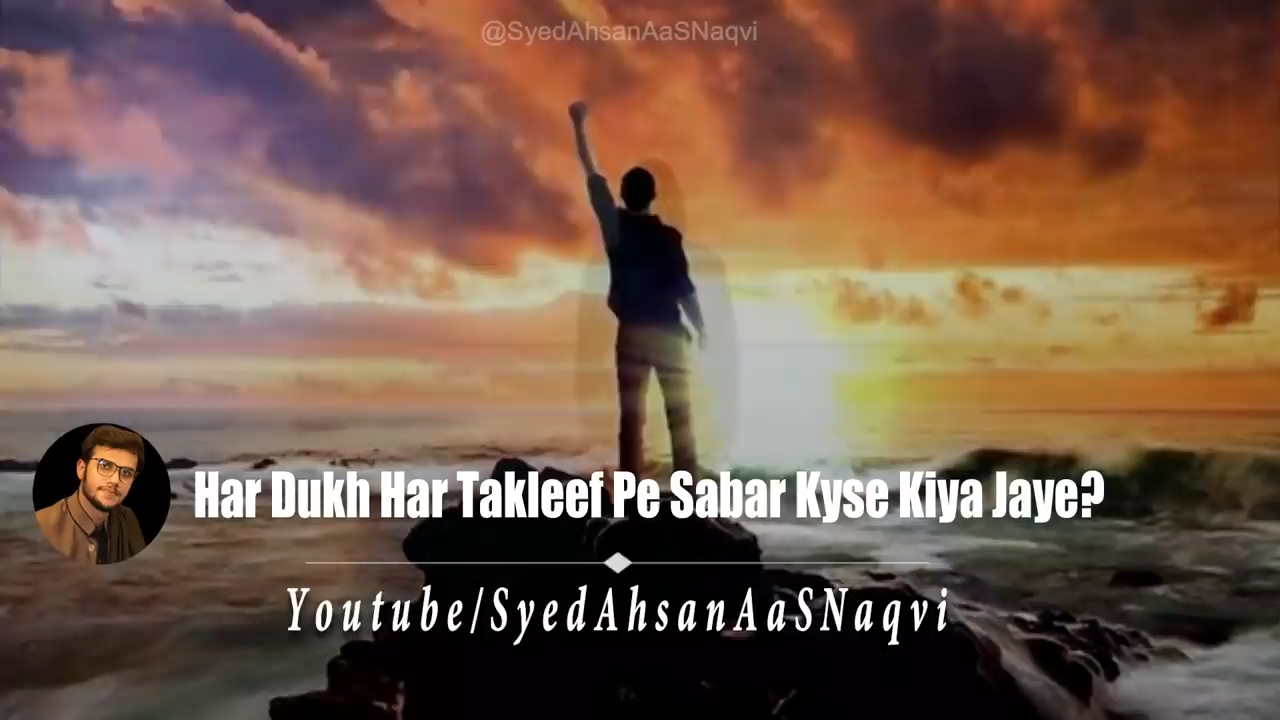 @SyedAhsanAaSNaqvi
Har Dukh Har Takleef Pe Sabar Kyse Kiya Jaye?
Youtube/SyedAhsanAaSNaqvi